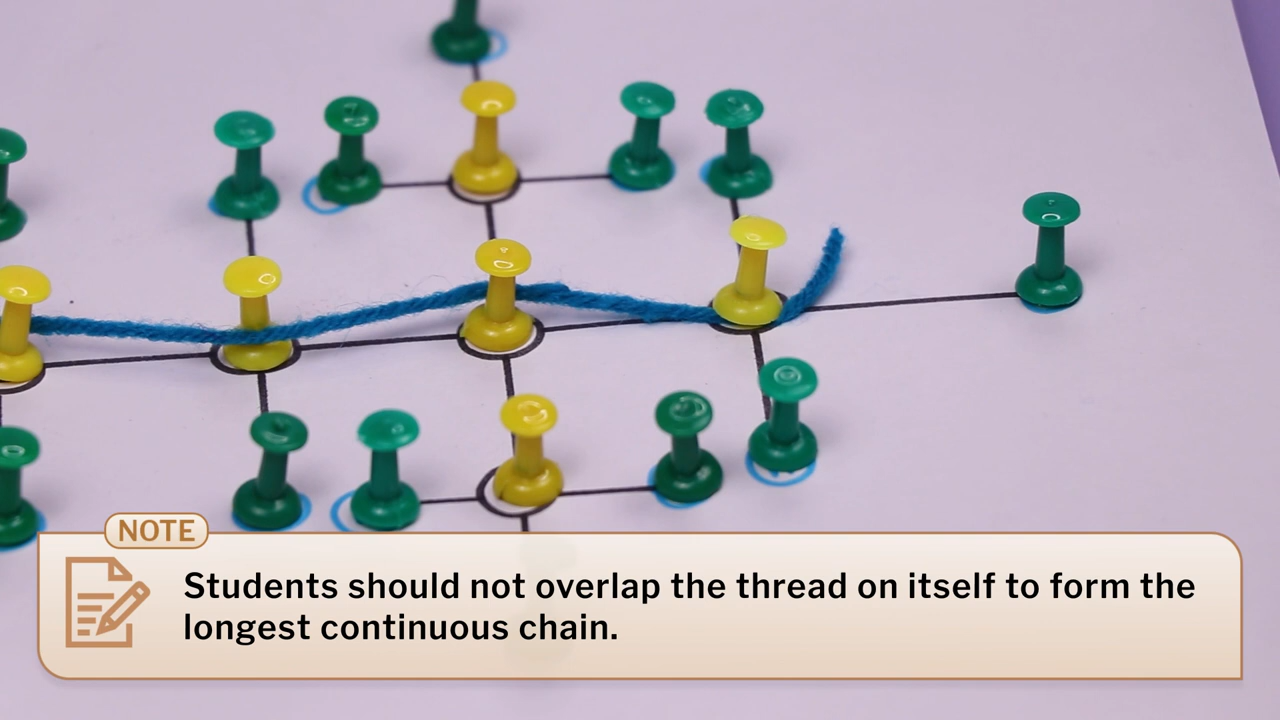 NOTE
Students should not overlap the thread on itself to form the
longest continuous chain.